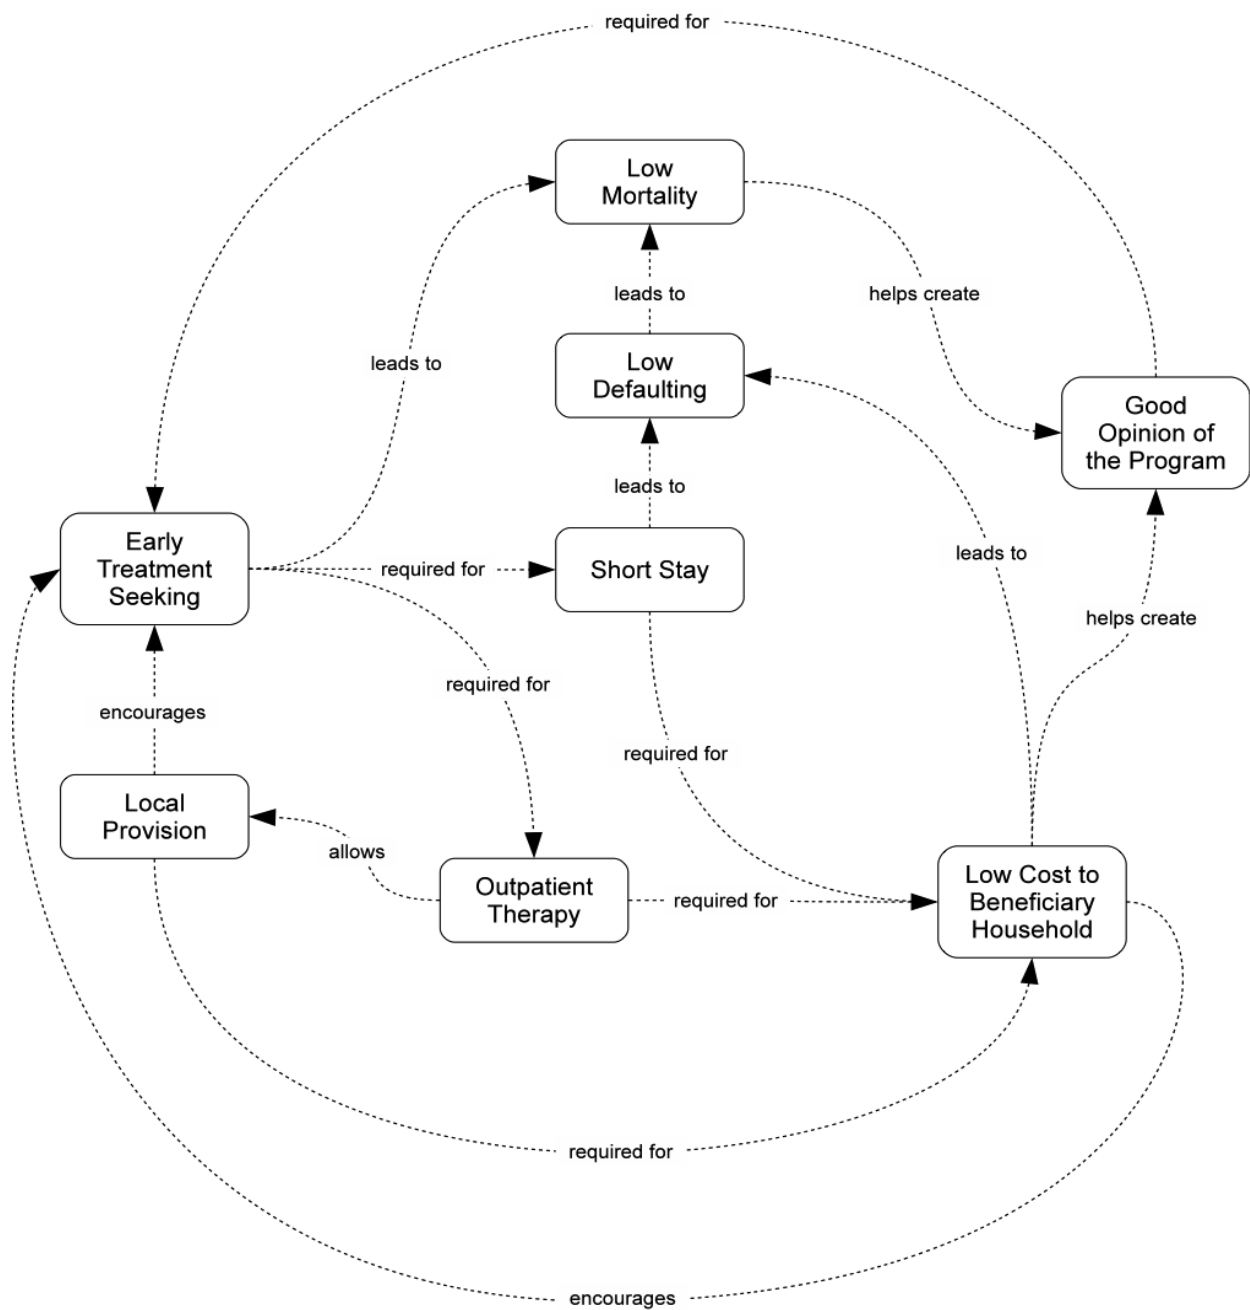 required for
Low
Mortality
leads to
helps create
leads to
Low
Defaulting
Good
Opinion of
the Program
leads to
Early
Treatment
Seeking
required for
Short Stay
leads to
helps create
required for
encourages
required for
Local
Provision
allows
Outpatient
Therapy
required for
Low Cost to
Beneficiary
Household
required for
encourages